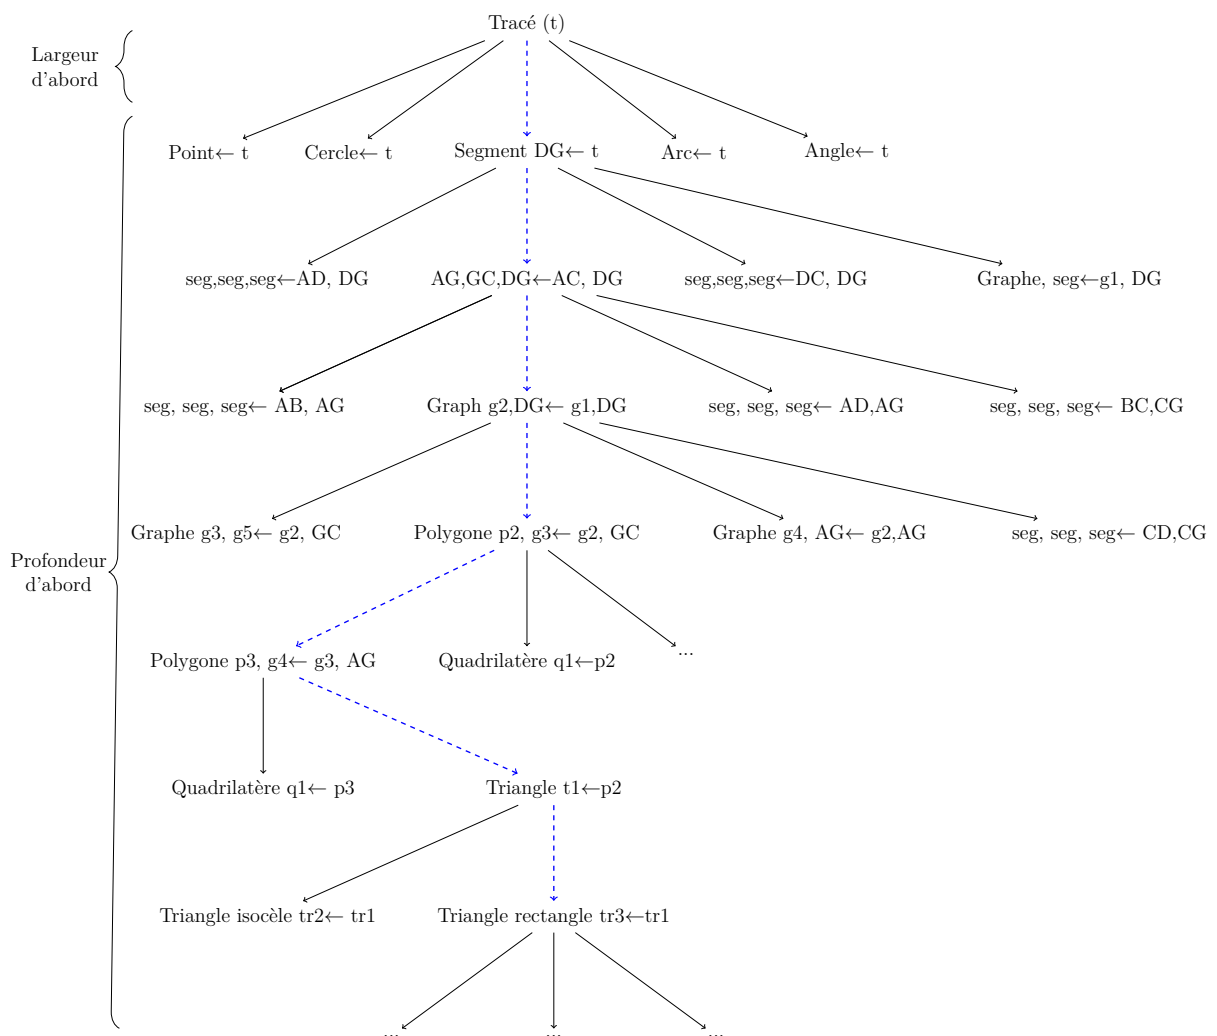 Tracé (t)
Largeur
d'abord
Point← t
Cercle← t
Segment DG← t
Arc← t
Angle← t
seg,seg,seg←AD, DG
AG,GC,DG←AC, DG
seg,seg,seg←DC, DG
Graphe, seg←g1, DG
seg, seg, seg← AB, AG
Graph g2,DG← g1,DG
seg, seg, seg← AD,AG
seg, seg, seg← BC,CG
Graphe g3, g5← g2, GC
Polygone p2, g3← g2, GC
Graphe g4, AG← g2,AG
seg, seg, seg← CD,CG
Profondeur
d'abord
Polygone p3, g4← g3, AG
Quadrilatère q1←p2
...
Quadrilatère q1← p3
Triangle t1←p2
Triangle isocèle tr2← tr1
Triangle rectangle tr3←tr1
...
...
...